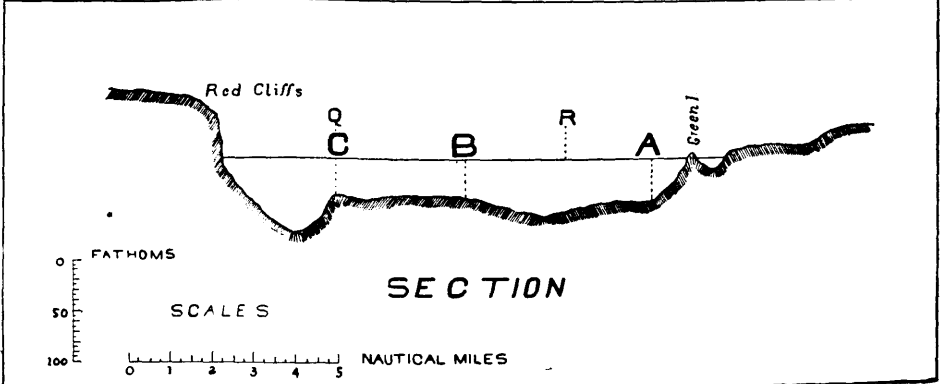 Red Cliffs
Q
R
Green I
C
B
A
0 FATHOMS
SECTION
50
SCALES
100
NAUTICAL MILES
0 1 2 3 4 5